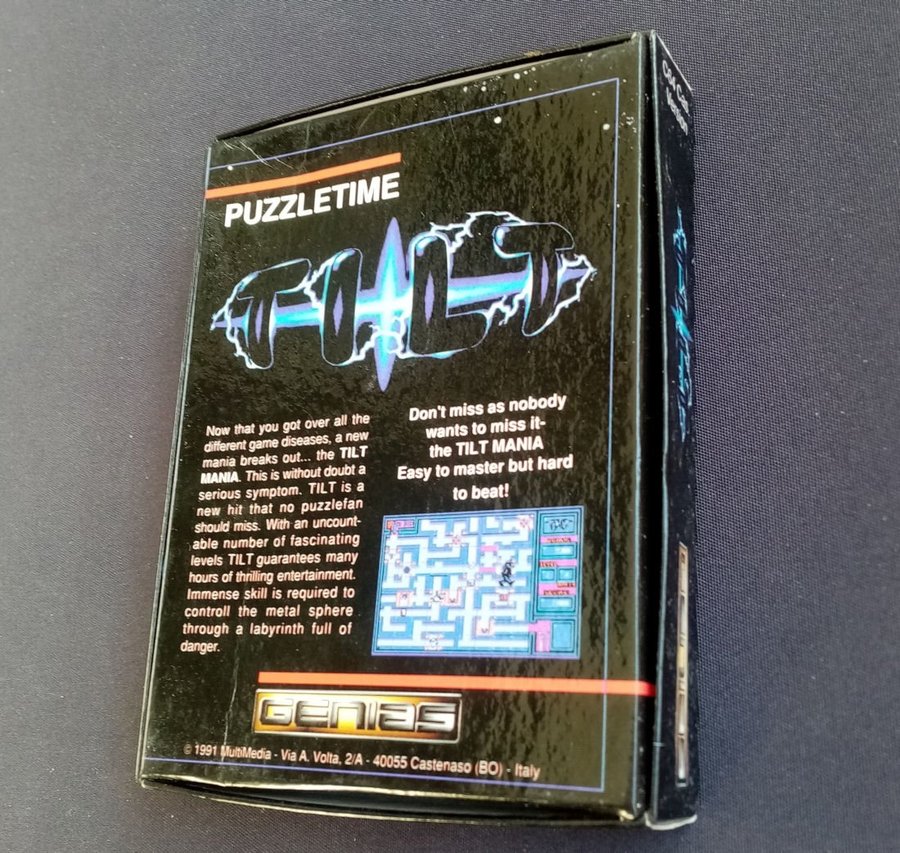 PUZZLETIME
TILT
Now that you got over all the
different game diseases, a new
mania breaks out... the TILT
MANIA. This is without doubt a
serious symptom. TILT is a
new hit that no puzzlefan
should miss. With an uncount-
able number of fascinating
levels TILT guarantees many
hours of thrilling entertainment.
Immense skill is required to
controll the metal sphere
through a labyrinth full of
danger.
Don't miss as nobody
wants to miss it-
the TILT MANIA
Easy to master but hard
to beat!
GENIAS
© 1991 MultiMedia - Via A. Volta, 2/A - 40055 Castenaso (BO) - Italy
C64 Cas.
Version